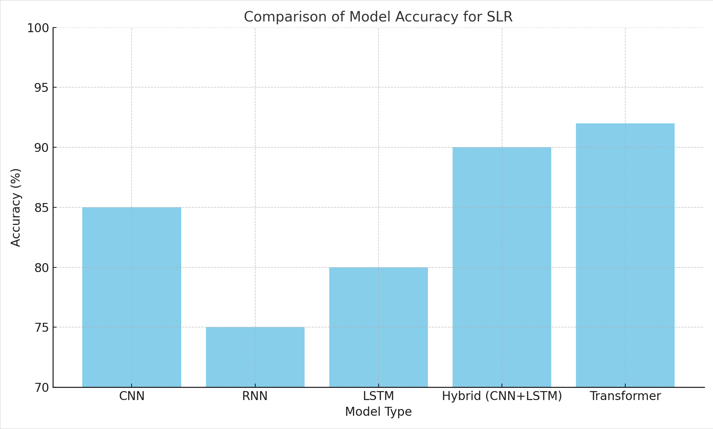 Comparison of Model Accuracy for SLR
100
95
90
85
80
75
70
Accuracy (%)
CNN RNN LSTM Hybrid (CNN+LSTM) Transformer
Model Type